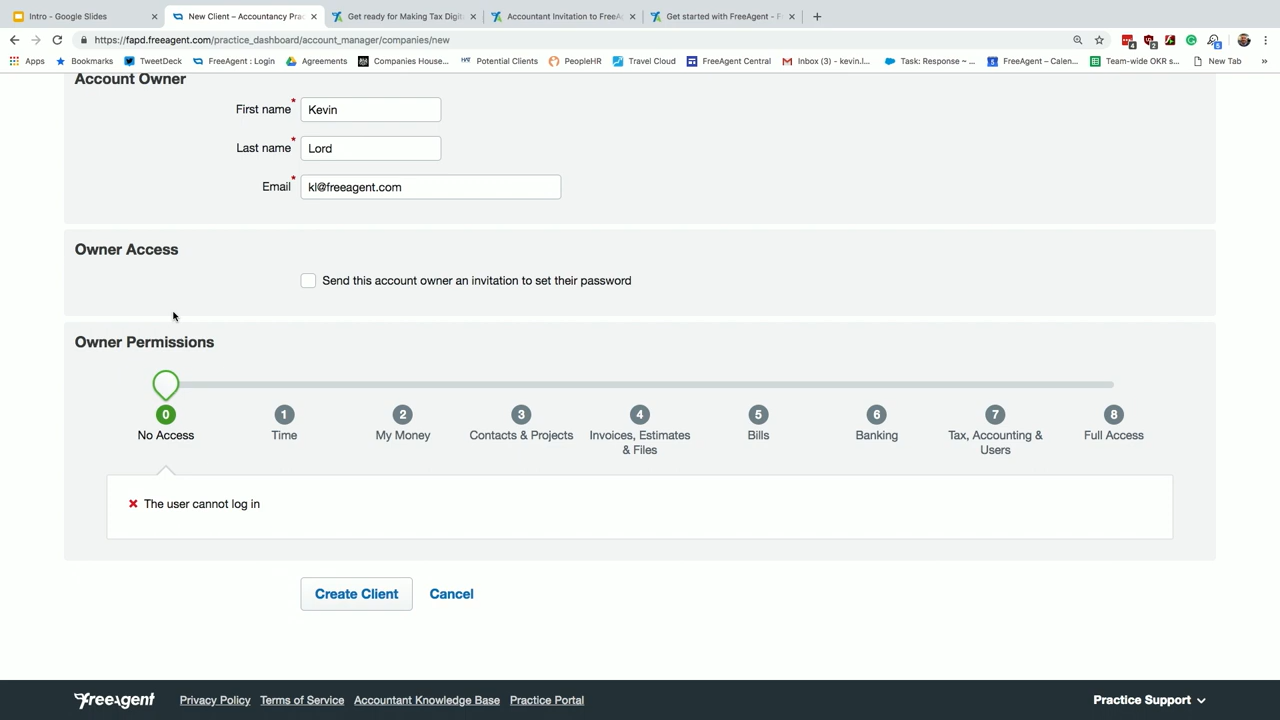 Intro - Google Slides
New Client – Accountancy Prac
Get ready for Making Tax Digit
Accountant Invitation to FreeA
Get started with FreeAgent - F
https://fapd.freeagent.com/practice_dashboard/account_manager/companies/new
4
2
6
Apps
Bookmarks
TweetDeck
FreeAgent : Login
Agreements
Companies House...
Potential Clients
PeopleHR
Travel Cloud
FreeAgent Central
Inbox (3) - kevin.l...
Task: Response ~ ...
FreeAgent – Calen...
Team-wide OKR s...
New Tab
»
Account Owner
First name*
Kevin
Last name*
Lord
Email*
kl@freeagent.com
Owner Access
Send this account owner an invitation to set their password
Owner Permissions
0
1
2
3
4
5
6
7
8
No Access
Time
My Money
Contacts & Projects
Invoices, Estimates
& Files
Bills
Banking
Tax, Accounting &
Users
Full Access
The user cannot log in
Create Client
Cancel
FreeAgent
Privacy Policy
Terms of Service
Accountant Knowledge Base
Practice Portal
Practice Support